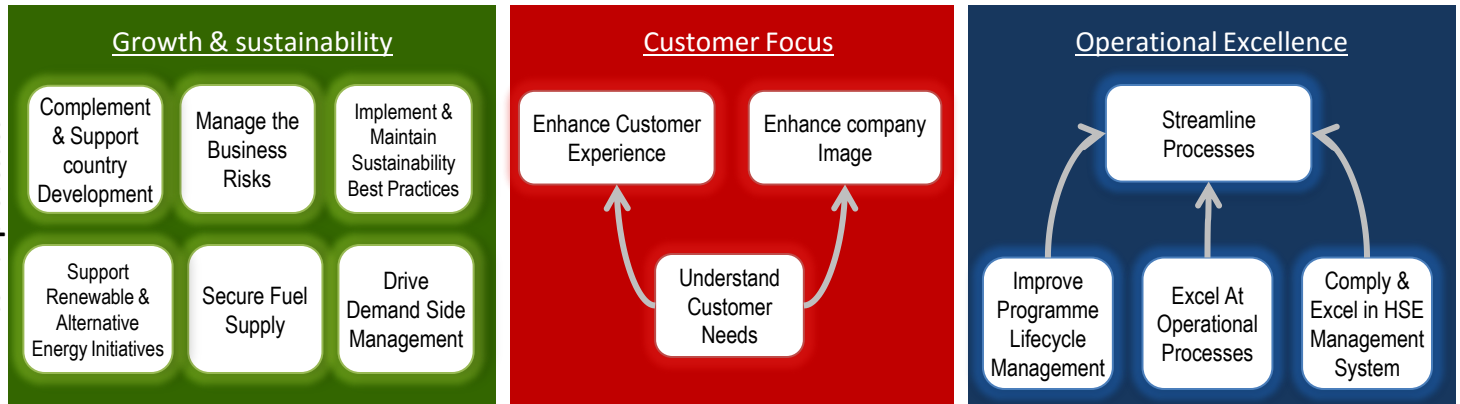 Growth & sustainability
Complement
& Support
country
Development
Manage the
Business
Risks
Implement &
Maintain
Sustainability
Best Practices
Support
Renewable &
Alternative
Energy Initiatives
Secure Fuel
Supply
Drive
Demand Side
Management
Customer Focus
Enhance Customer
Experience
Enhance company
Image
Understand
Customer
Needs
Operational Excellence
Streamline
Processes
Improve
Programme
Lifecycle
Management
Excel At
Operational
Processes
Comply &
Excel in HSE
Management
System